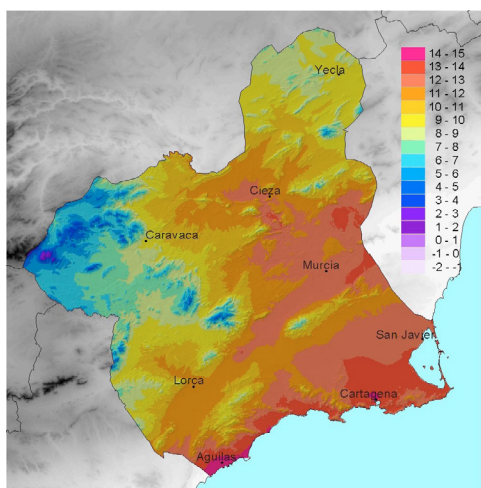 Yecla
14 - 15
13 - 14
12 - 13
11 - 12
10 - 11
9 - 10
8 - 9
7 - 8
6 - 7
5 - 6
4 - 5
3 - 4
2 - 3
1 - 2
0 - 1
-1 - 0
-2 - -1
Cieza
Caravaca
Murcia
San Javier
Lorca
Cartagena
Aguilas